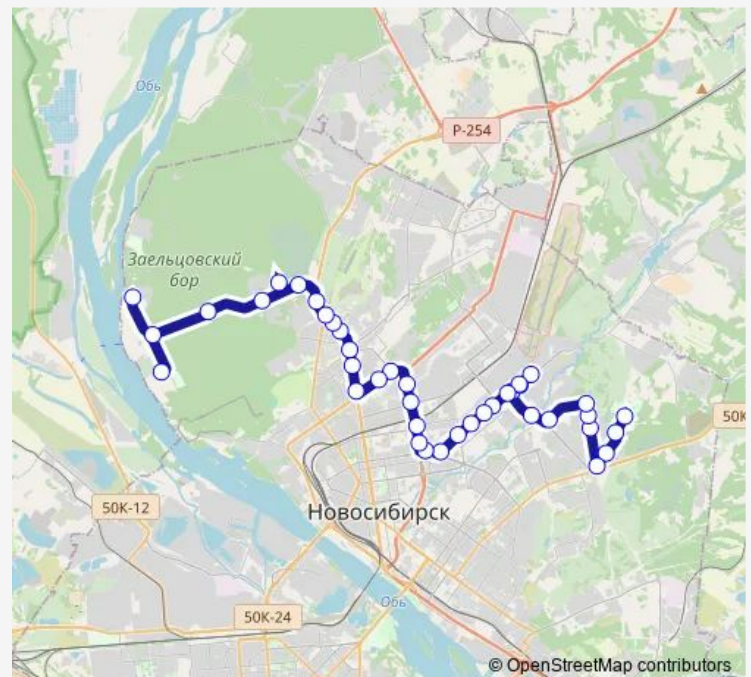 Обь
Р-254
Заельцовский
бор
50К
50К-12
Новосибирск
Обь
50К-24
© OpenStreetMap contributors